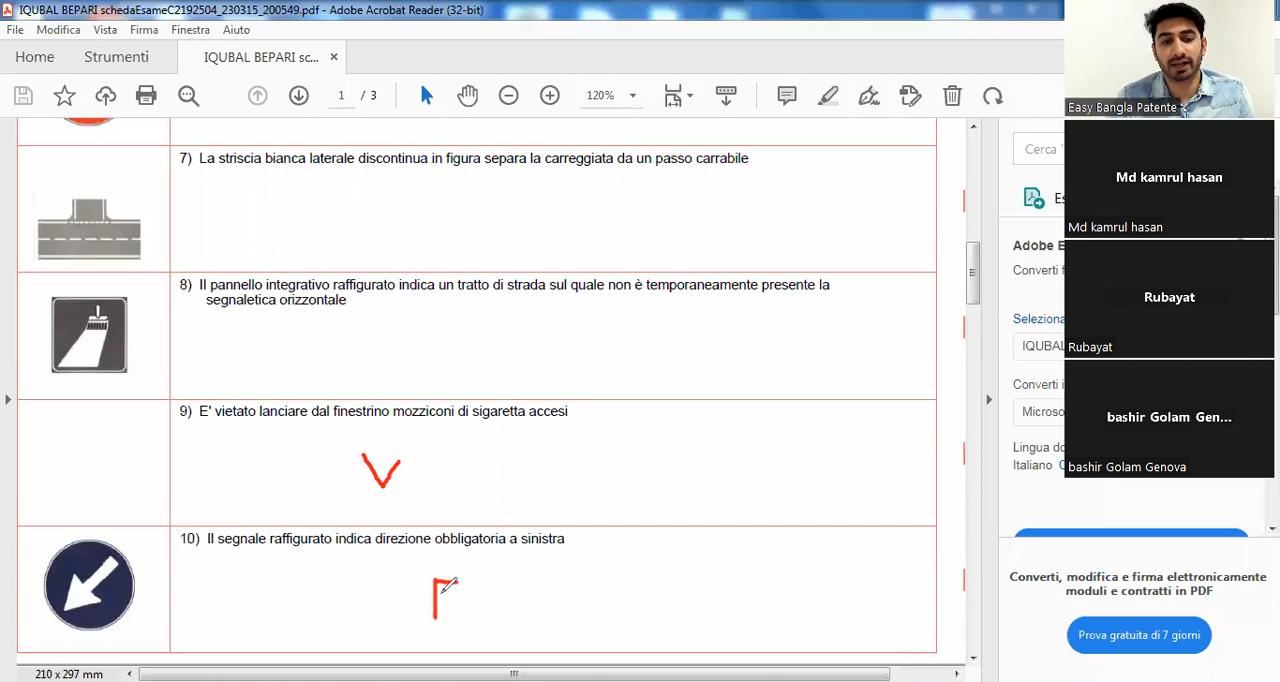 IQUBAL BEPARI schedaEsameC2192504_230315_200549.pdf - Adobe Acrobat Reader (32-bit)
File Modifica Vista Firma Finestra Aiuto
Home Strumenti IQUBAL BEPARI sc... ×
1 / 3 120%
7) La striscia bianca laterale discontinua in figura separa la carreggiata da un passo carrabile
8) Il pannello integrativo raffigurato indica un tratto di strada sul quale non è temporaneamente presente la
segnaletica orizzontale
9) E' vietato lanciare dal finestrino mozziconi di sigaretta accesi
V
10) Il segnale raffigurato indica direzione obbligatoria a sinistra
210 x 297 mm
Cerca
Es
Adobe E
Converti f
Seleziona
IQUBAL
Converti i
Microso
Lingua do
Italiano C
Converti, modifica e firma elettronicamente
moduli e contratti in PDF
Prova gratuita di 7 giorni
Easy Bangla Patente
Md kamrul hasan
Md kamrul hasan
Rubayat
Rubayat
bashir Golam Gen...
bashir Golam Genova